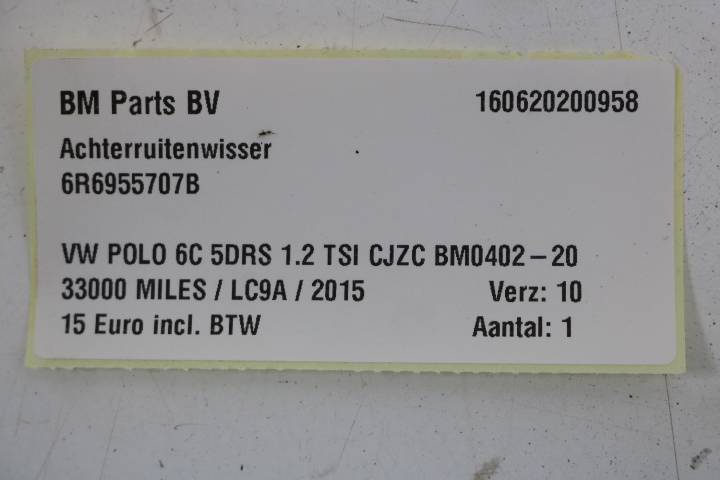 BM Parts BV 160620200958
Achterruitenwisser
6R6955707B
VW POLO 6C 5DRS 1.2 TSI CJZC BM0402-20
33000 MILES / LC9A / 2015 Verz: 10
15 Euro incl. BTW Aantal: 1